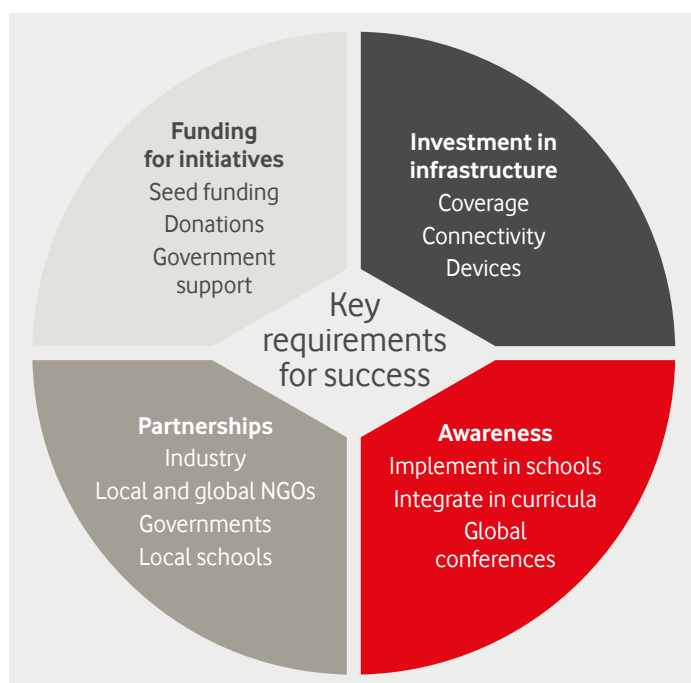 Funding
for initiatives
Seed funding
Donations
Government
support
Investment in
infrastructure
Coverage
Connectivity
Devices
Key
requirements
for success
Partnerships
Industry
Local and global NGOs
Governments
Local schools
Awareness
Implement in schools
Integrate in curricula
Global
conferences